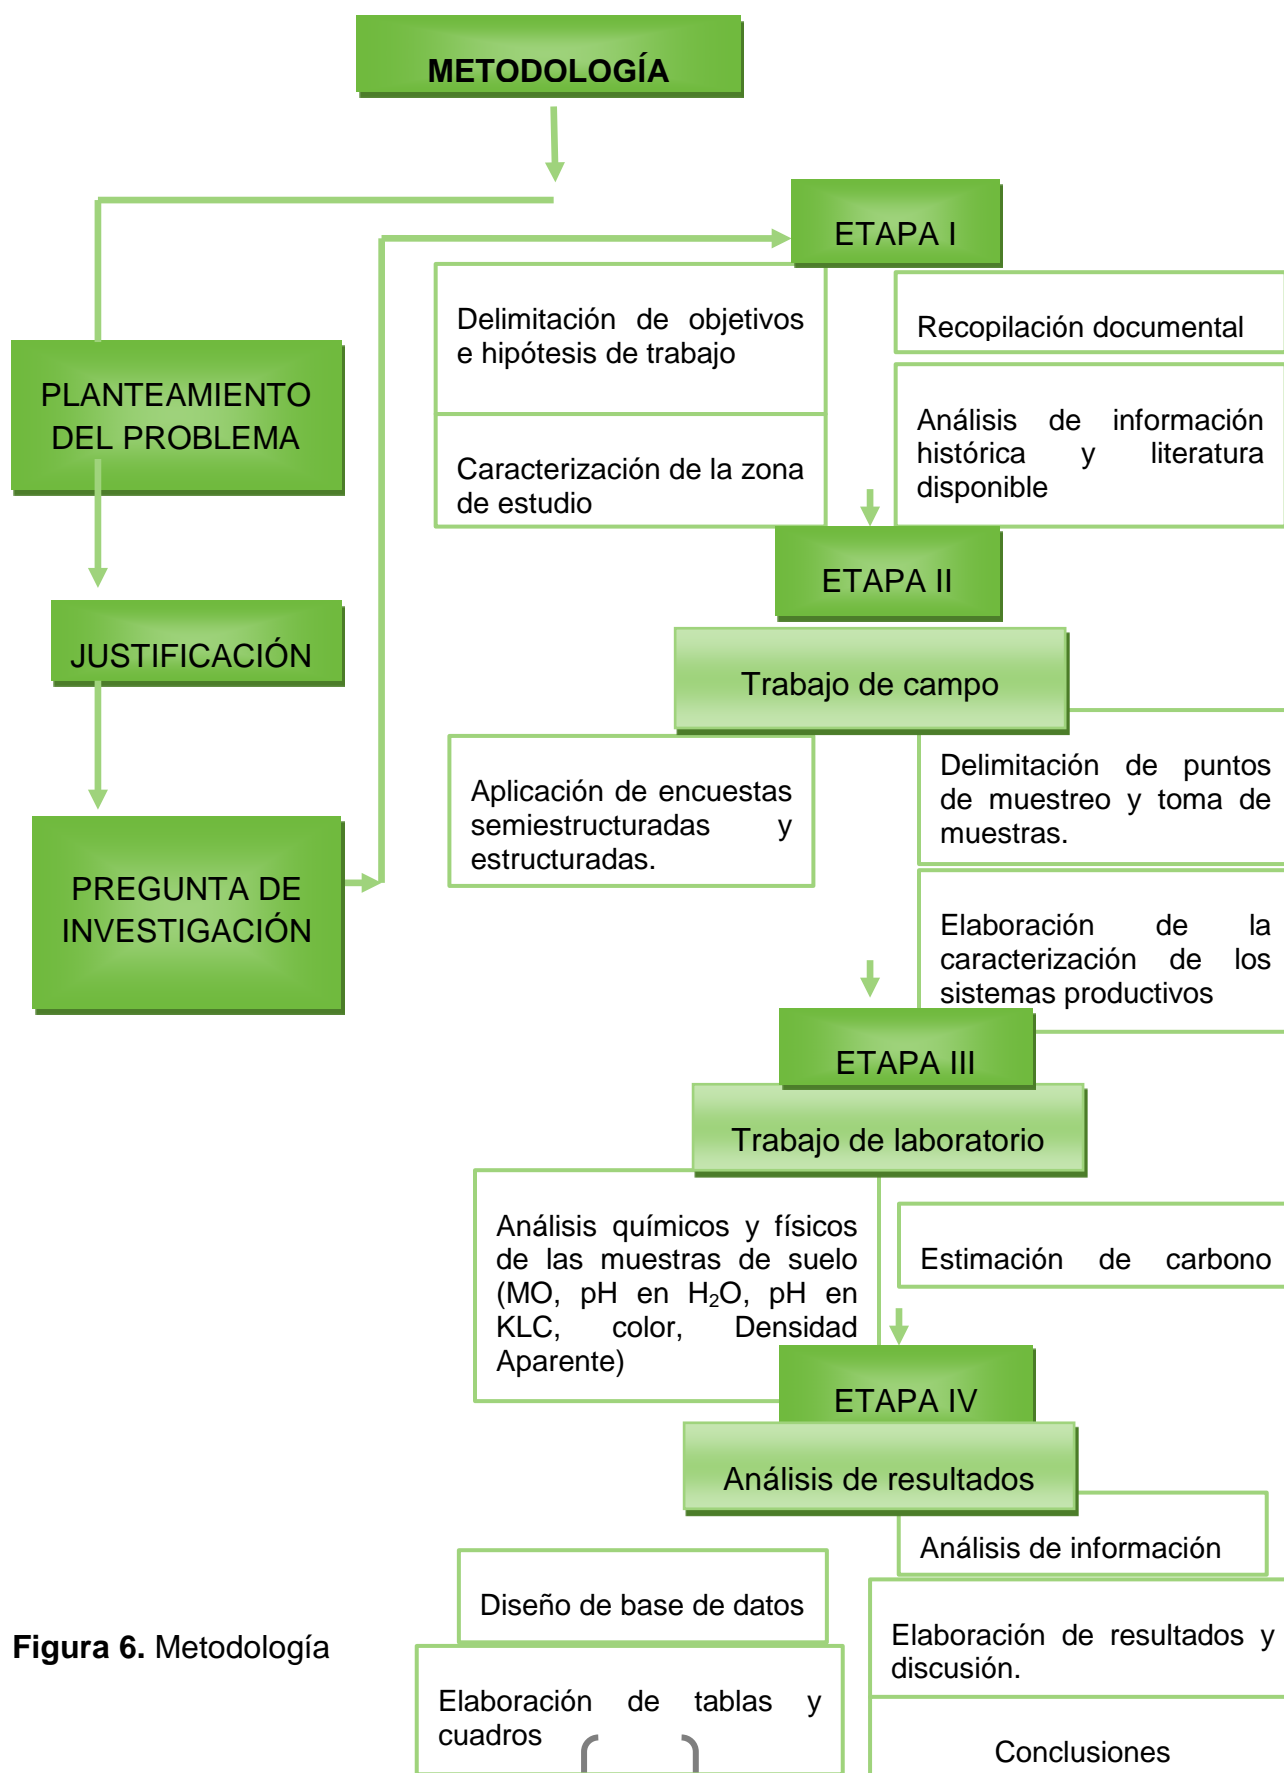 METODOLOGÍA
PLANTEAMIENTO
DEL PROBLEMA
JUSTIFICACIÓN
PREGUNTA DE
INVESTIGACIÓN
ETAPA I
Delimitación de objetivos
e hipótesis de trabajo
Caracterización de la zona
de estudio
Recopilación documental
Análisis de información
histórica y literatura
disponible
ETAPA II
Trabajo de campo
Aplicación de encuestas
semiestructuradas y
estructuradas.
Delimitación de puntos
de muestreo y toma de
muestras.
Elaboración de la
caracterización de los
sistemas productivos
ETAPA III
Trabajo de laboratorio
Análisis químicos y físicos
de las muestras de suelo
(MO, pH en H₂O, pH en
KLC, color, Densidad
Aparente)
Estimación de carbono
ETAPA IV
Análisis de resultados
Diseño de base de datos
Elaboración de tablas y
cuadros
Análisis de información
Elaboración de resultados y
discusión.
Conclusiones
Figura 6. Metodología